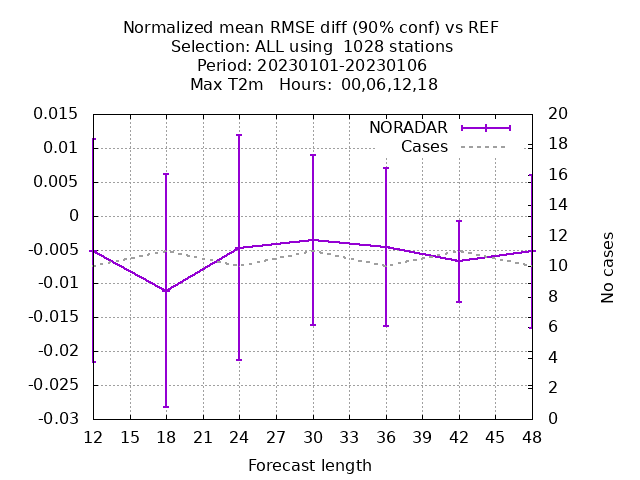 Normalized mean RMSE diff (90% conf) vs REF
Selection: ALL using  1028 stations
Period: 20230101-20230106
Max T2m   Hours:  00,06,12,18
NORADAR
Cases
0.015
0.01
0.005
0
-0.005
-0.01
-0.015
-0.02
-0.025
-0.03
20
18
16
14
12
10
8
6
4
2
0
No cases
12 15 18 21 24 27 30 33 36 39 42 45 48
Forecast length